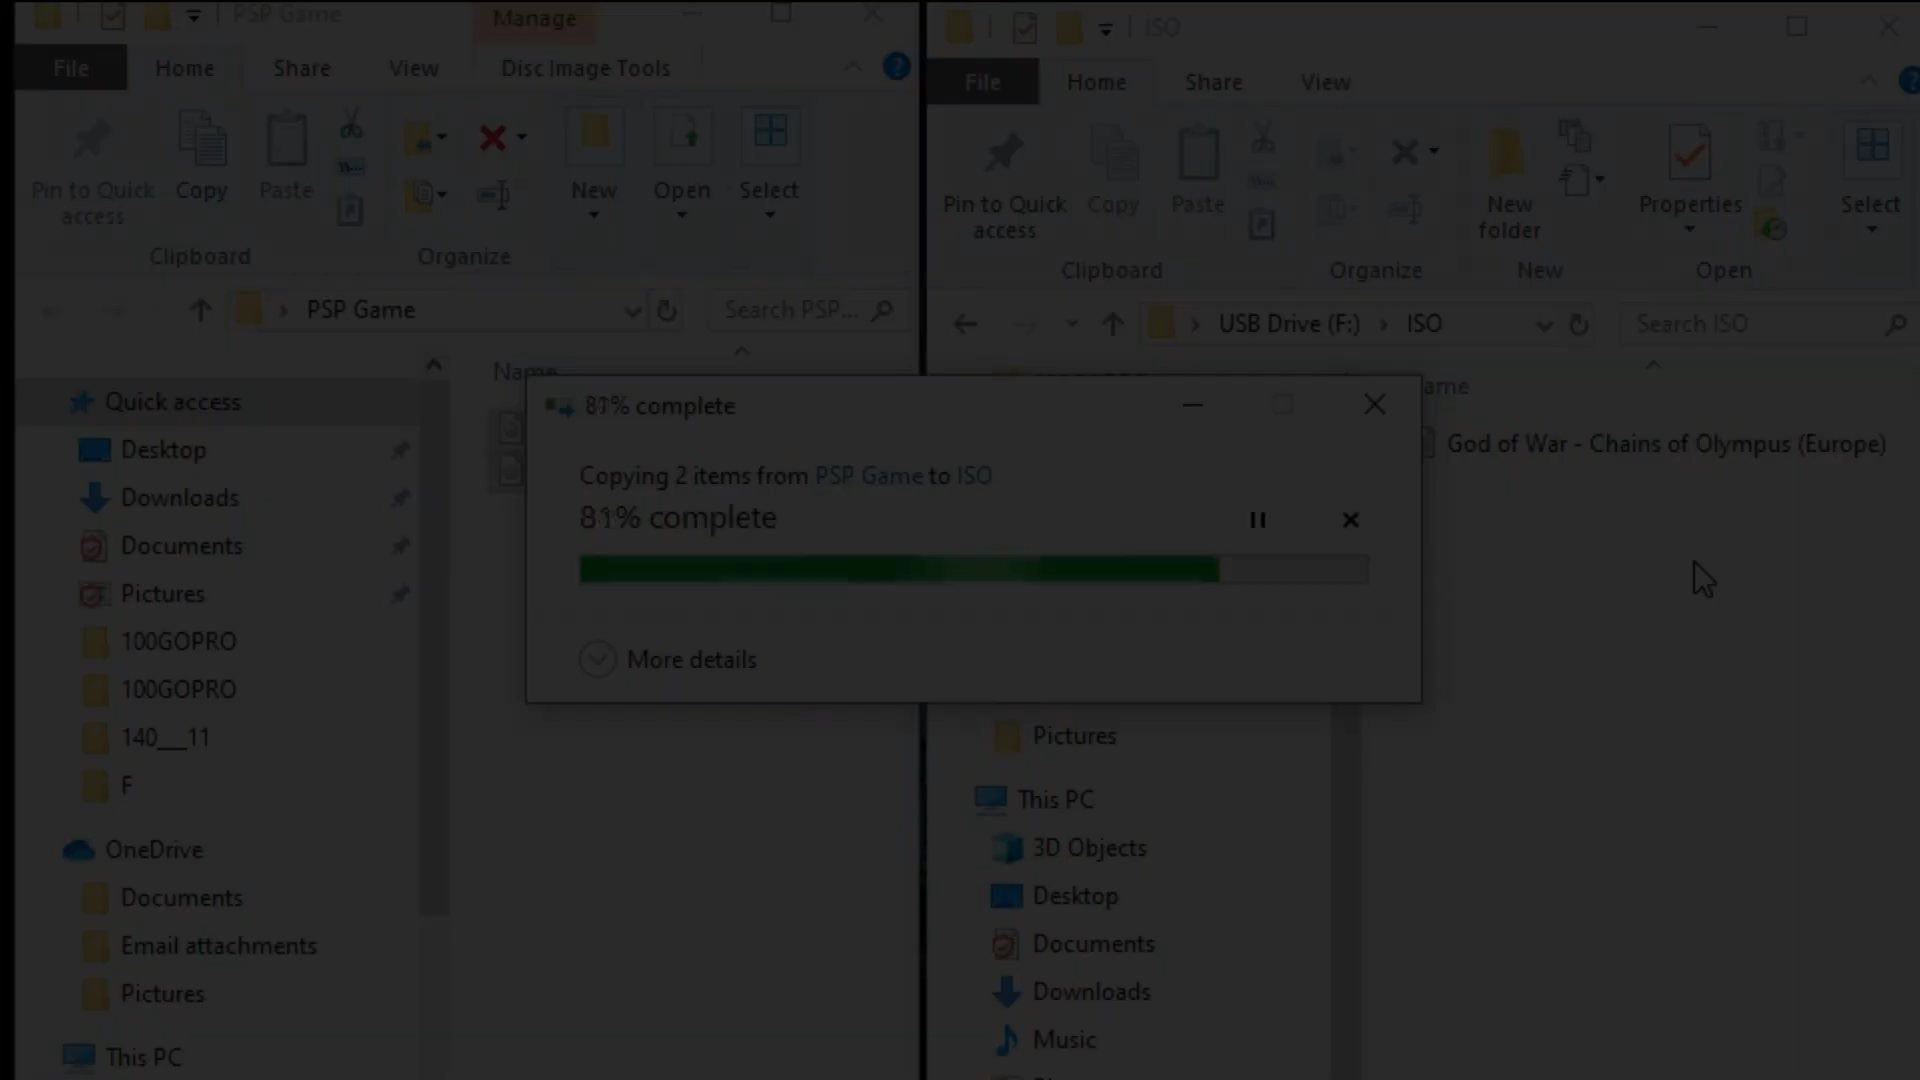 PSP Game
Manage
File
Home
Share
View
Disc Image Tools
Pin to Quick
access
Copy
Paste
New
Open
Select
Clipboard
Organize
PSP Game
Search PSP...
Name
Quick access
Desktop
Downloads
Documents
Pictures
100GOPRO
100GOPRO
140___11
F
OneDrive
Documents
Email attachments
Pictures
This PC
81% complete
Copying 2 items from PSP Game to ISO
81% complete
More details
ISO
File
Home
Share
View
Pin to Quick
access
Copy
Paste
New
folder
Properties
Select
Clipboard
Organize
New
Open
USB Drive (F:)
ISO
Search ISO
ame
God of War - Chains of Olympus (Europe)
Pictures
This PC
3D Objects
Desktop
Documents
Downloads
Music